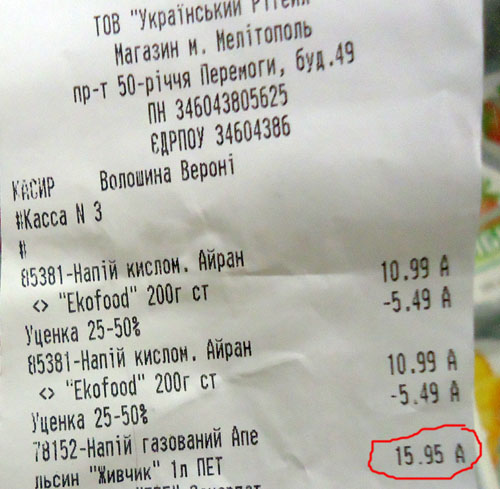 ТОВ "Український Рітейл"
Магазин м. Мелітополь
пр-т 50-річчя Перемоги, буд.49
ПН 346043805625
ЄДРПОУ 34604386
КАСИР Волошина Вероні
#Касса N 3
#
85381-Напій кислом. Айран
<> "Ekofood" 200г ст 10.99 А
Уценка 25-50% -5.49 А
85381-Напій кислом. Айран
<> "Ekofood" 200г ст 10.99 А
Уценка 25-50% -5.49 А
78152-Напій газований Апе
льсин "Живчик" 1л ПЕТ 15.95 А